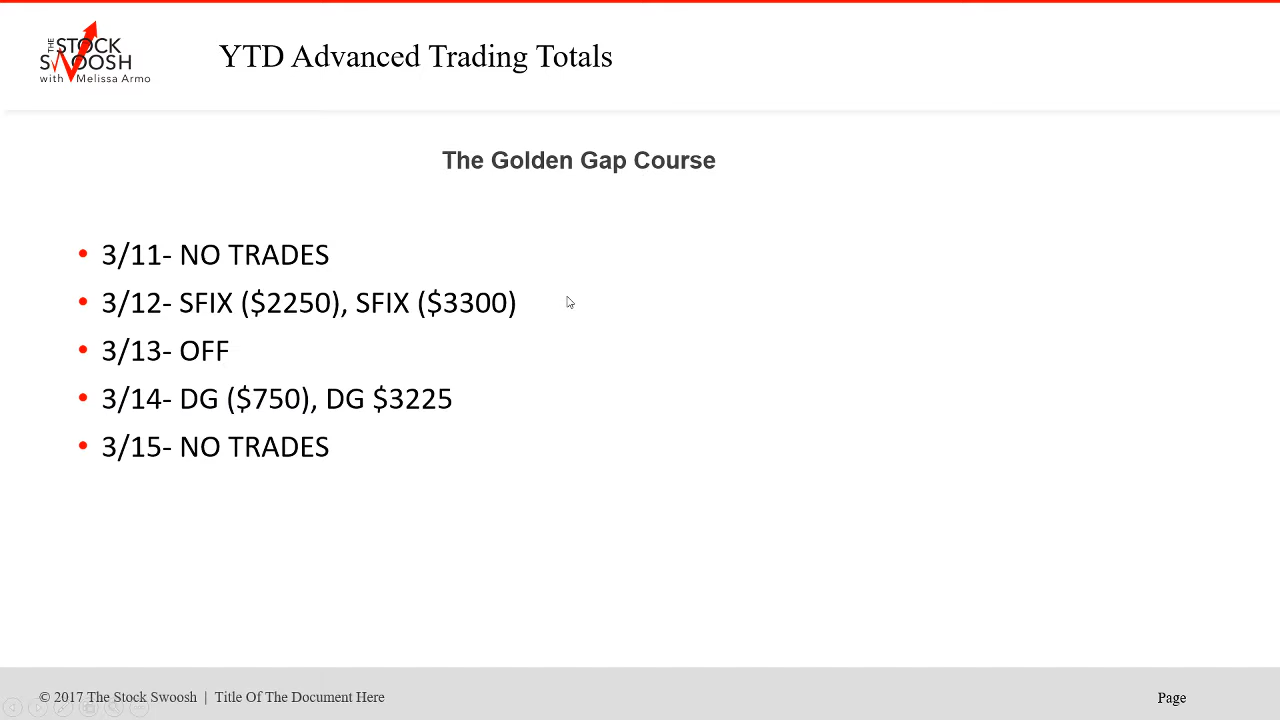 THE STOCK
SWOOSH
with Melissa Armo
YTD Advanced Trading Totals
The Golden Gap Course
• 3/11- NO TRADES
• 3/12- SFIX ($2250), SFIX ($3300)
• 3/13- OFF
• 3/14- DG ($750), DG $3225
• 3/15- NO TRADES
© 2017 The Stock Swoosh | Title Of The Document Here
Page